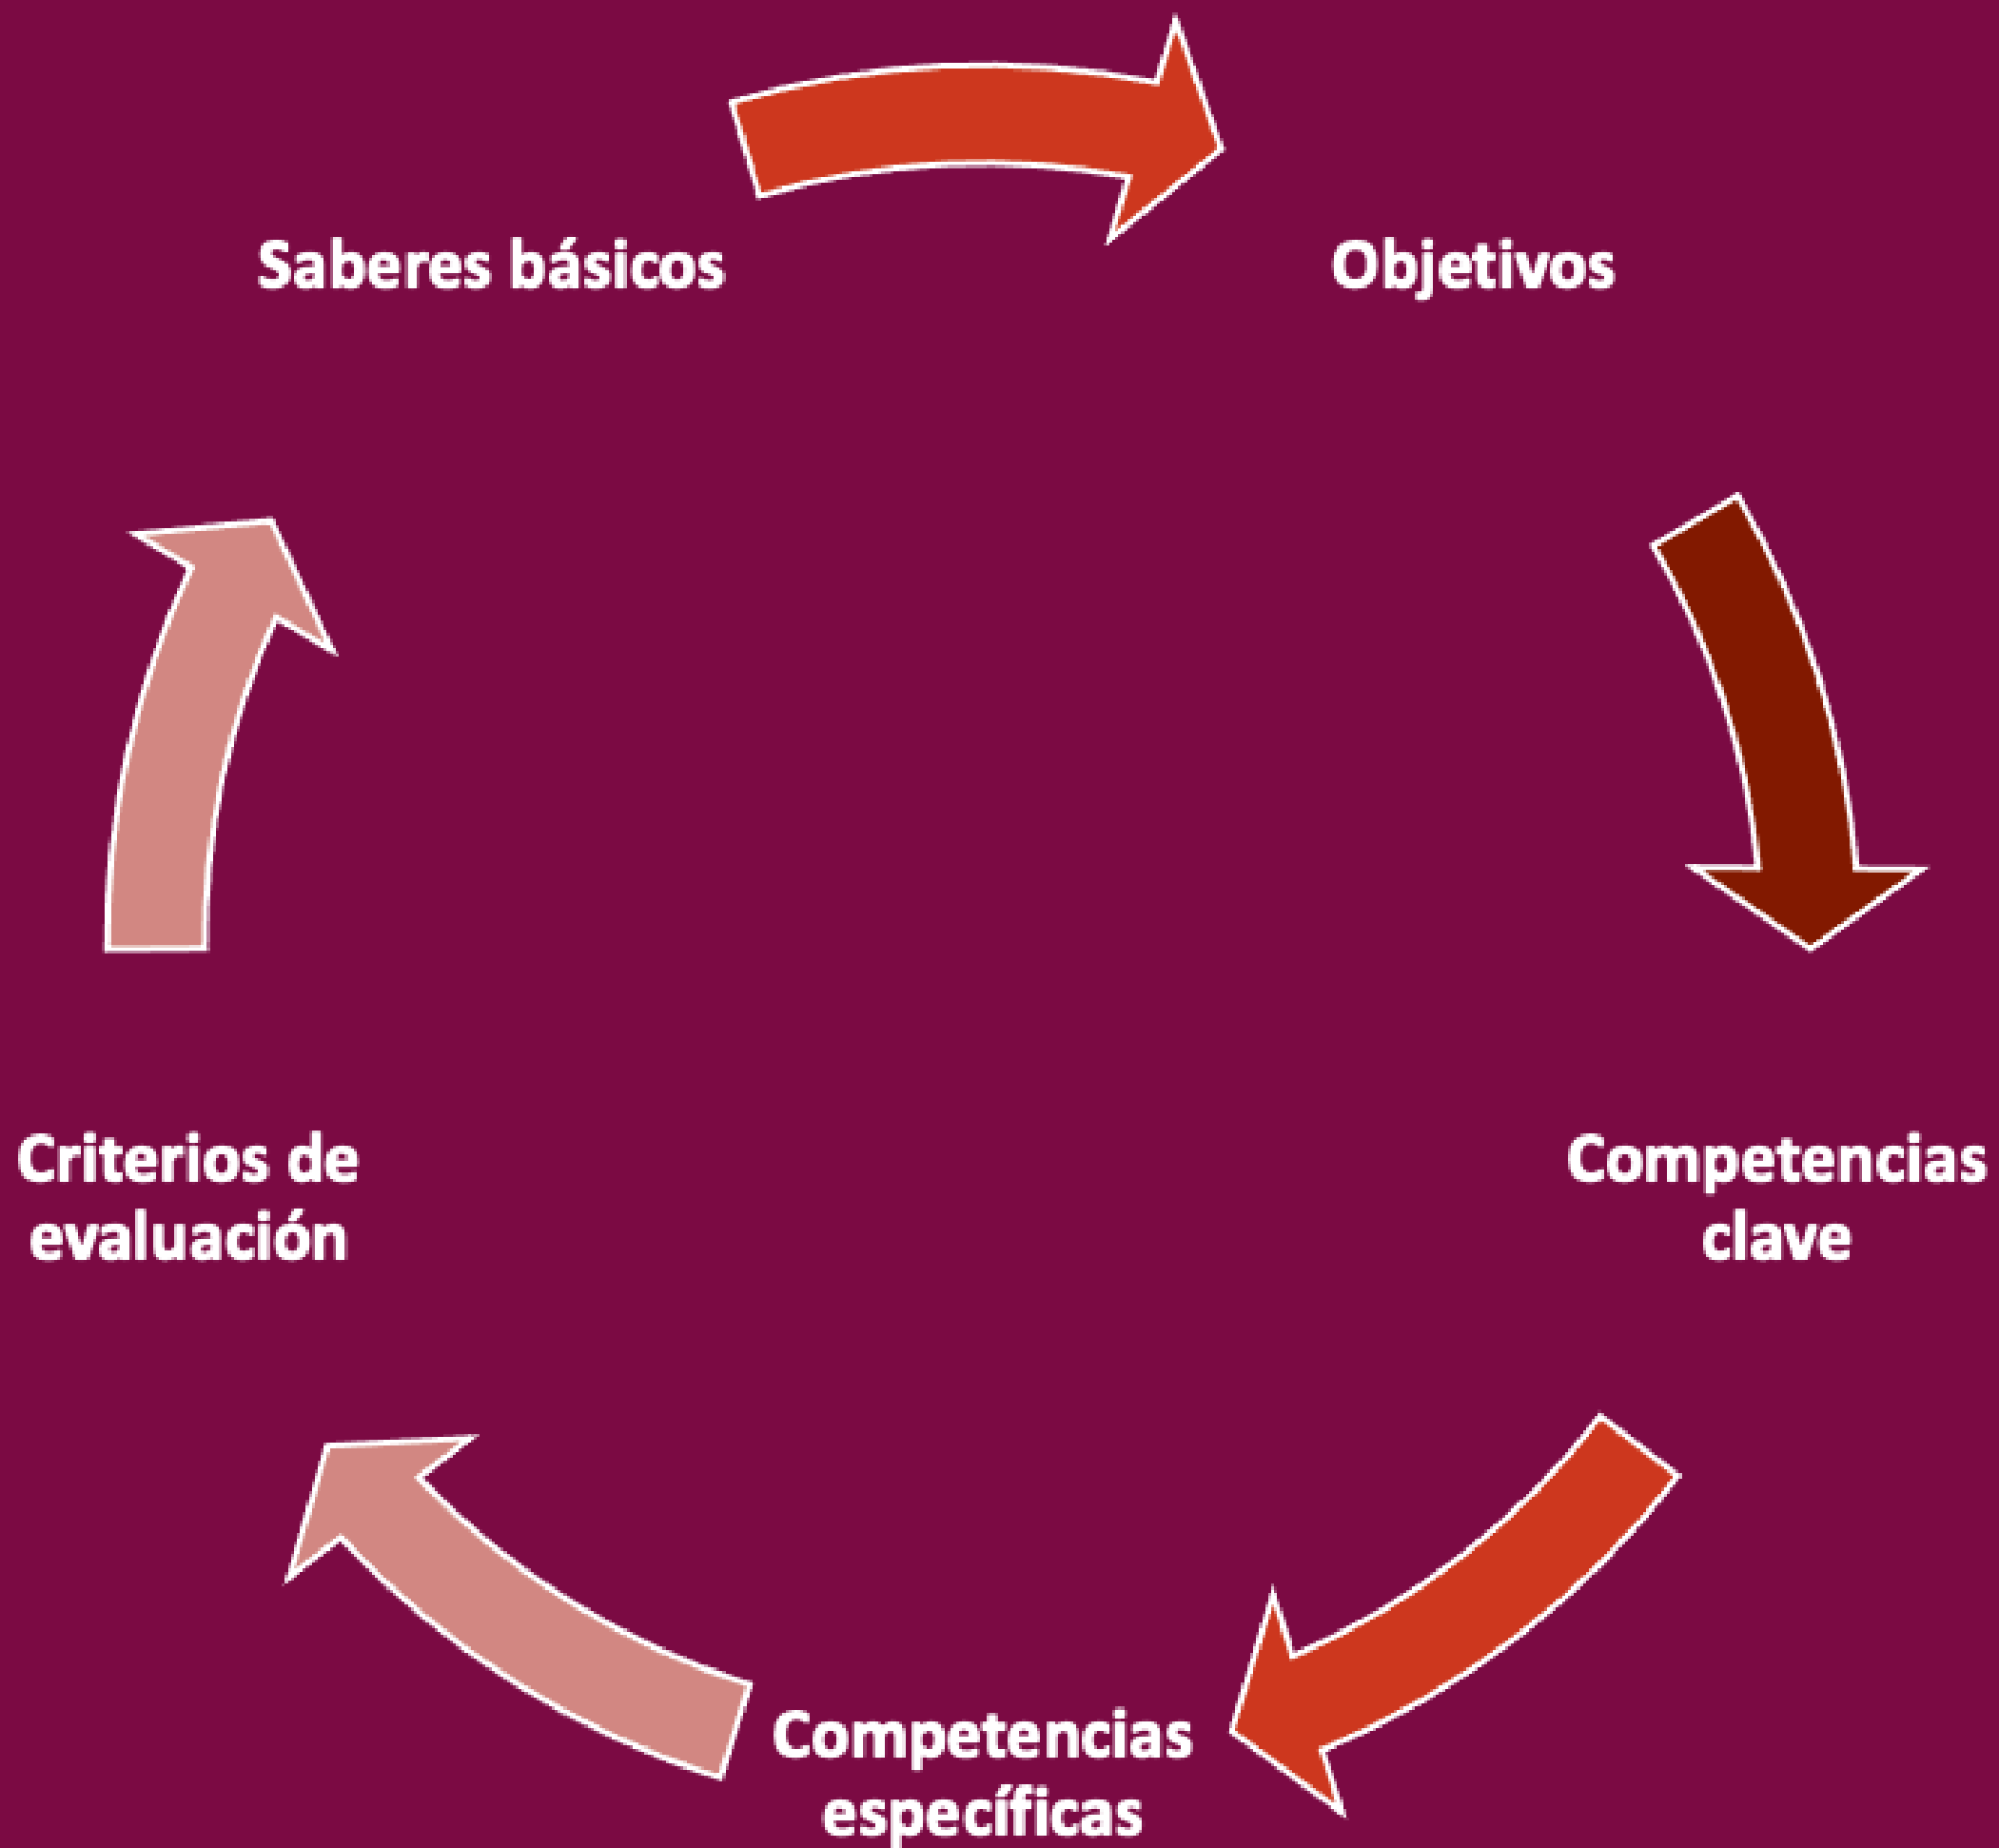 Saberes básicos
Objetivos
Criterios de
evaluación
Competencias
clave
Competencias
específicas